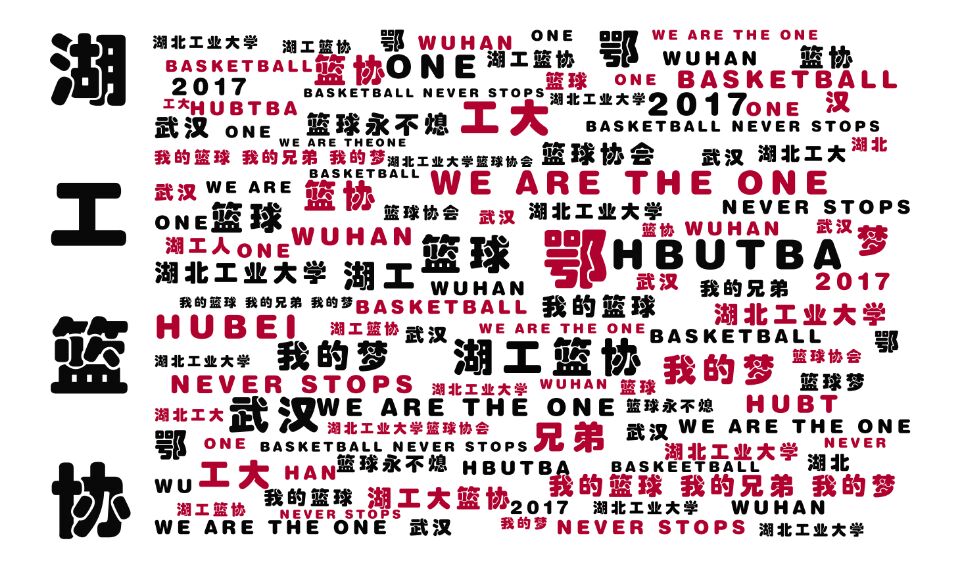 湖
工
篮
协
湖北工业大学 湖工篮协 鄂 WUHAN ONE 鄂 WE ARE THE ONE
BASKETBALL 篮协 ONE 湖工篮协 WUHAN 篮协
2017 BASKETBALL NEVER STOPS 篮球 ONE BASKETBALL
工大 HUBTBA 湖北工业大学 2017 ONE 汉
武汉 ONE 篮球永不熄 工大 BASKETBALL NEVER STOPS
WE ARE THEONE
我的篮球 我的兄弟 我的梦 湖北工业大学篮球协会 篮球协会 武汉 湖北工大 湖北
BASKETBALL WE ARE THE ONE
武汉 WE ARE 篮协
ONE 篮球 篮球协会 武汉 湖北工业大学 NEVER STOPS
湖工人 ONE WUHAN 篮球 鄂 篮协 WUHAN 武汉 梦
HBUTBA
湖北工业大学 湖工 WUHAN 武汉 我的兄弟 2017
我的篮球 我的兄弟 我的梦 BASKETBALL 我的篮球 湖北工业大学
HUBEI 湖工篮协 武汉 WE ARE THE ONE BASKETBALL 鄂
湖北工业大学 我的梦 湖工篮协 我的梦 篮球协会
NEVER STOPS 湖北工业大学 WUHAN 篮球 篮球梦
湖北工大 武汉 WE ARE THE ONE 篮球永不熄 HUBT
湖北工业大学篮球协会 兄弟 武汉 WE ARE THE ONE
鄂 ONE BASKETBALL NEVER STOPS 湖北工业大学 NEVER
WU 工大 HAN 篮球永不熄 HBUTBA BASKEETBALL 湖北
我的篮球 湖工大篮协 我的篮球 我的兄弟 我的梦
湖工篮协 NEVER STOPS 2017 湖北工业大学 WUHAN
WE ARE THE ONE 武汉 我的梦 NEVER STOPS 湖北工业大学